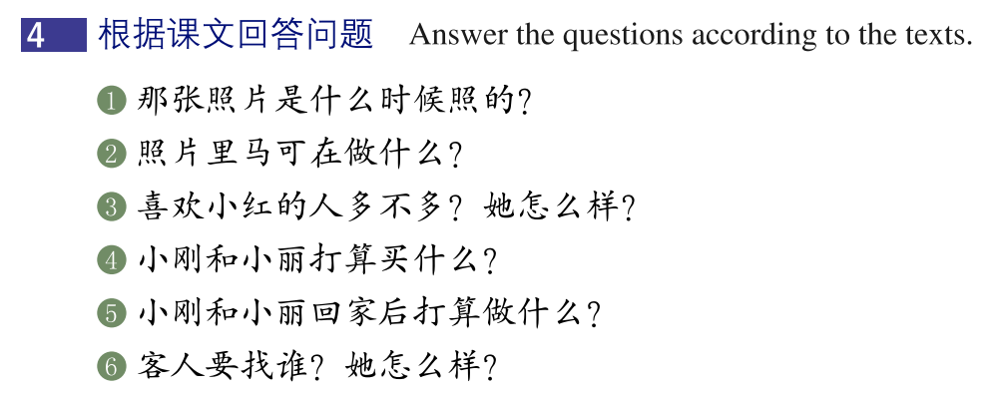 4 根据课文回答问题 Answer the questions according to the texts.
1 那张照片是什么时候照的？
2 照片里马可在做什么？
3 喜欢小红的人多不多？她怎么样？
4 小刚和小丽打算买什么？
5 小刚和小丽回家后打算做什么？
6 客人要找谁？她怎么样？